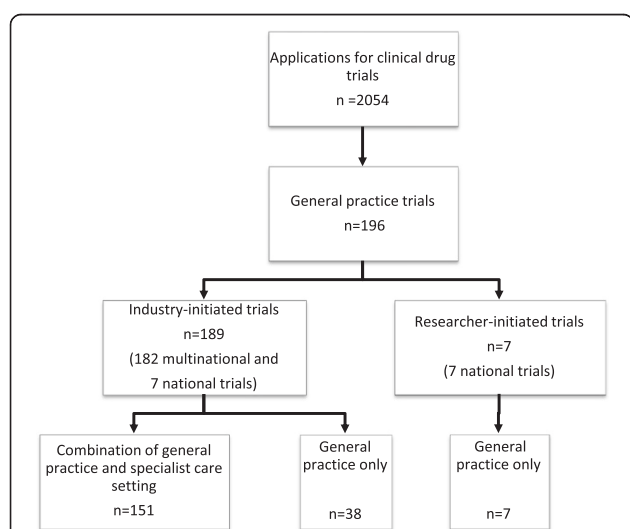 Applications for clinical drug
trials
n =2054
General practice trials
n=196
Industry-initiated trials
n=189
(182 multinational and
7 national trials)
Researcher-initiated trials
n=7
(7 national trials)
Combination of general
practice and specialist care
setting
n=151
General
practice only
n=38
General
practice only
n=7